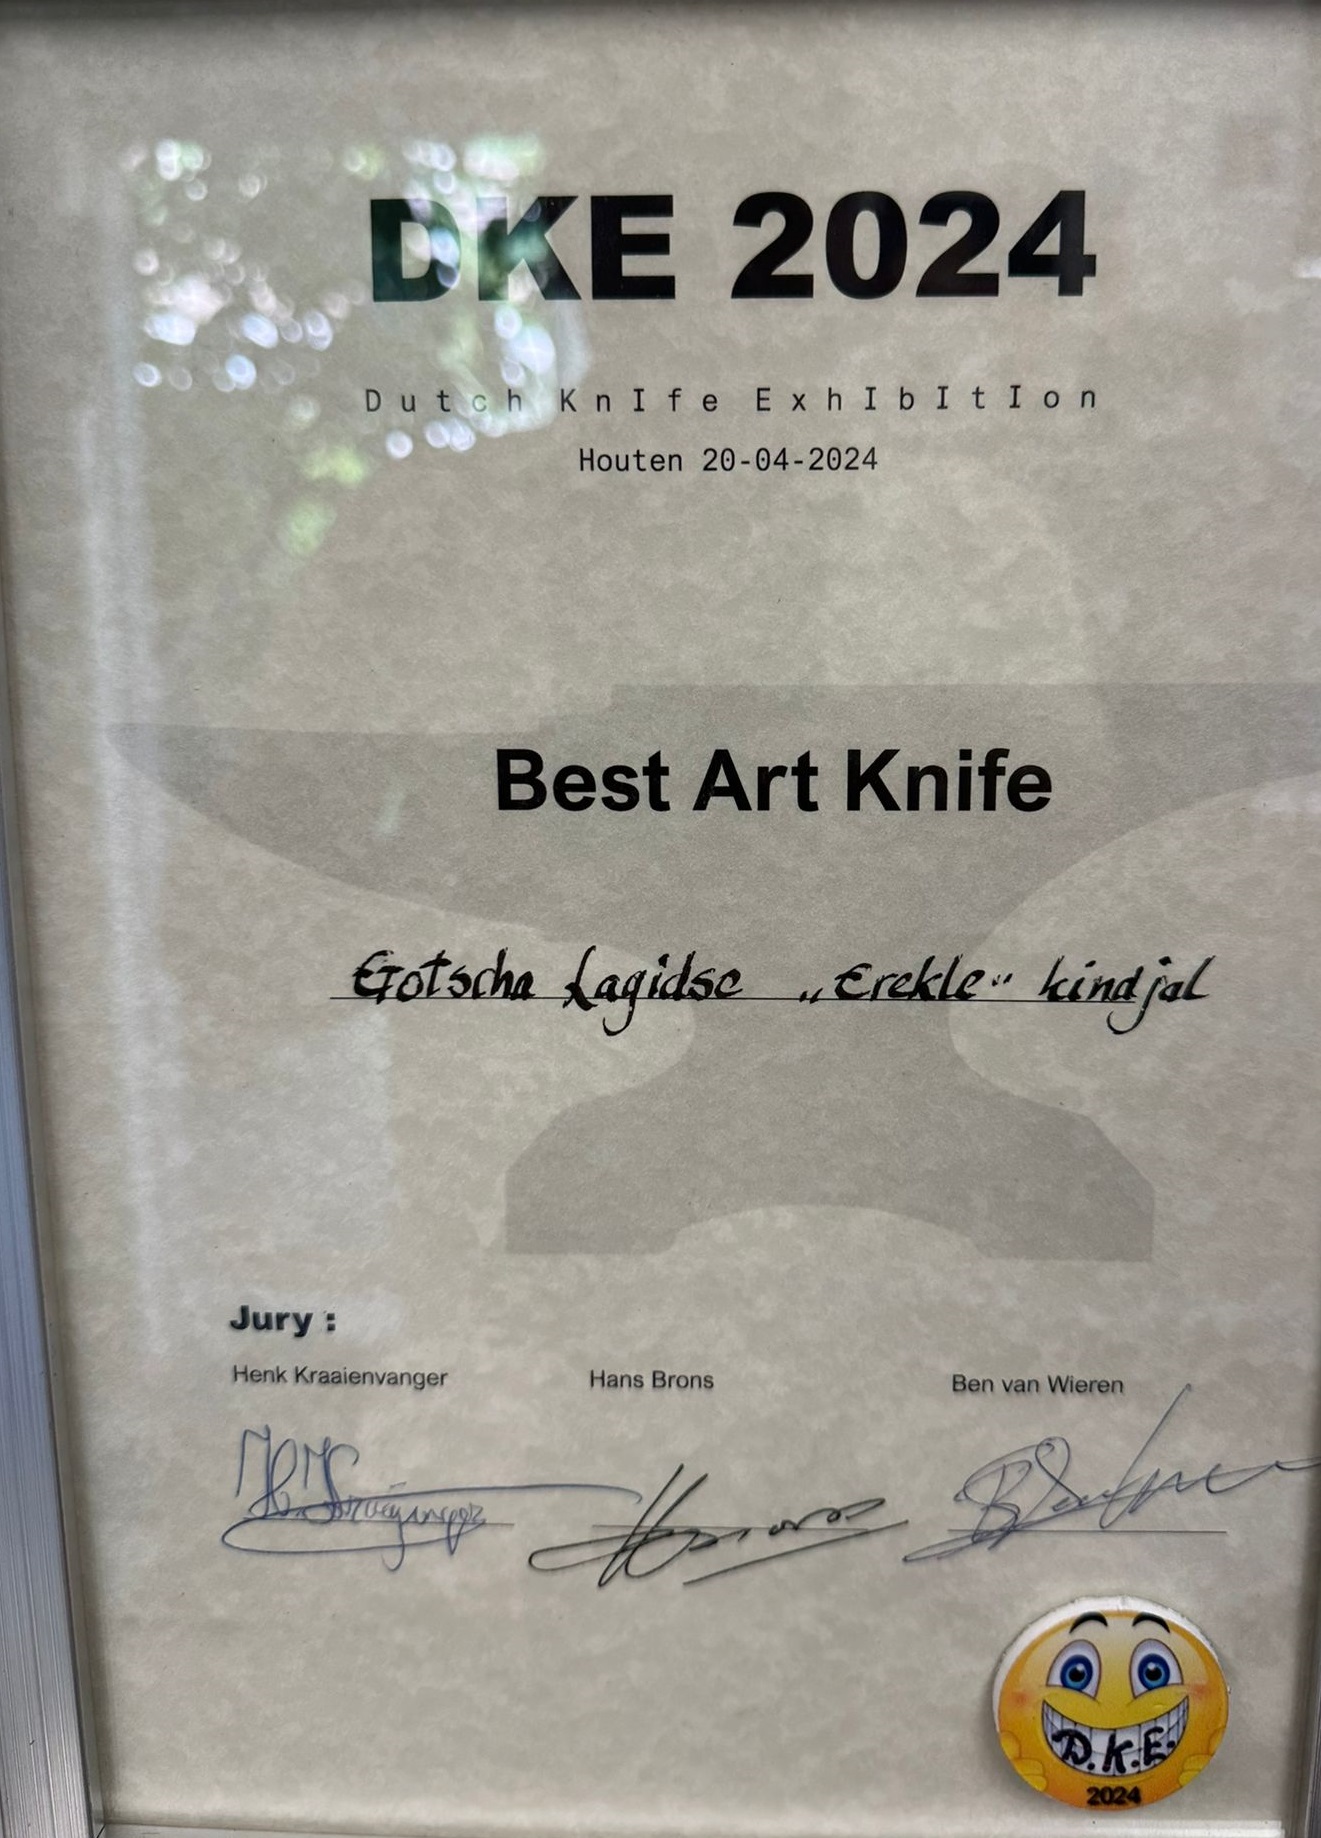 DKE 2024
Dutch KnIfe ExhIbItIon
Houten 20-04-2024
Best Art Knife
Gotscha Lagidse „Erekle“ kindjal
Jury :
Henk Kraaienvanger Hans Brons Ben van Wieren
D.K.E.
2024